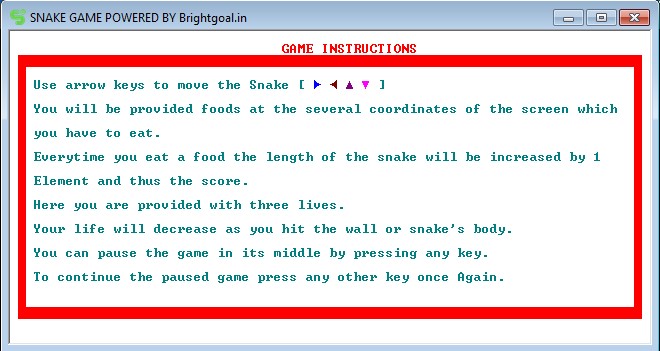 SNAKE GAME POWERED BY Brightgoal.in
GAME INSTRUCTIONS
Use arrow keys to move the Snake [ ► ◄ ▲ ▼ ]
You will be provided foods at the several coordinates of the screen which
you have to eat.
Everytime you eat a food the length of the snake will be increased by 1
Element and thus the score.
Here you are provided with three lives.
Your life will decrease as you hit the wall or snake's body.
You can pause the game in its middle by pressing any key.
To continue the paused game press any other key once Again.